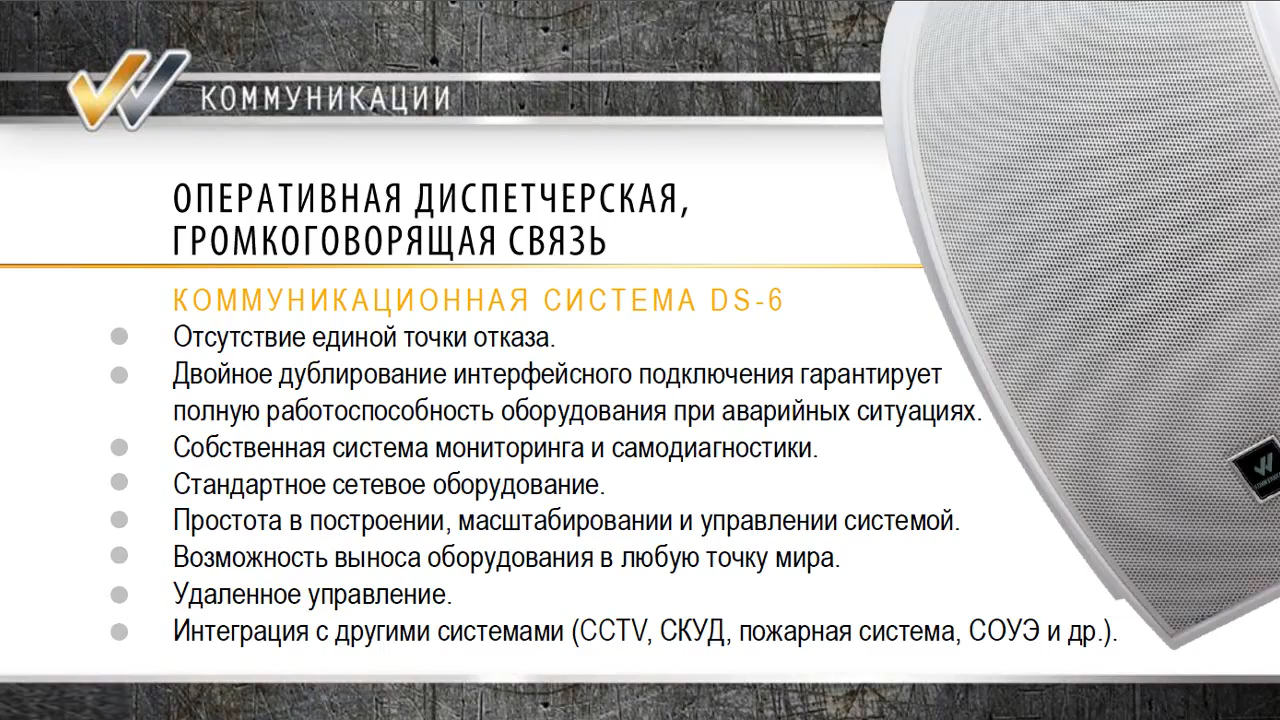 КОММУНИКАЦИИ
ОПЕРАТИВНАЯ ДИСПЕТЧЕРСКАЯ,
ГРОМКОГОВОРЯЩАЯ СВЯЗЬ
КОММУНИКАЦИОННАЯ СИСТЕМА DS-6
Отсутствие единой точки отказа.
Двойное дублирование интерфейсного подключения гарантирует
полную работоспособность оборудования при аварийных ситуациях.
Собственная система мониторинга и самодиагностики.
Стандартное сетевое оборудование.
Простота в построении, масштабировании и управлении системой.
Возможность выноса оборудования в любую точку мира.
Удаленное управление.
Интеграция с другими системами (CCTV, СКУД, пожарная система, СОУЭ и др.).